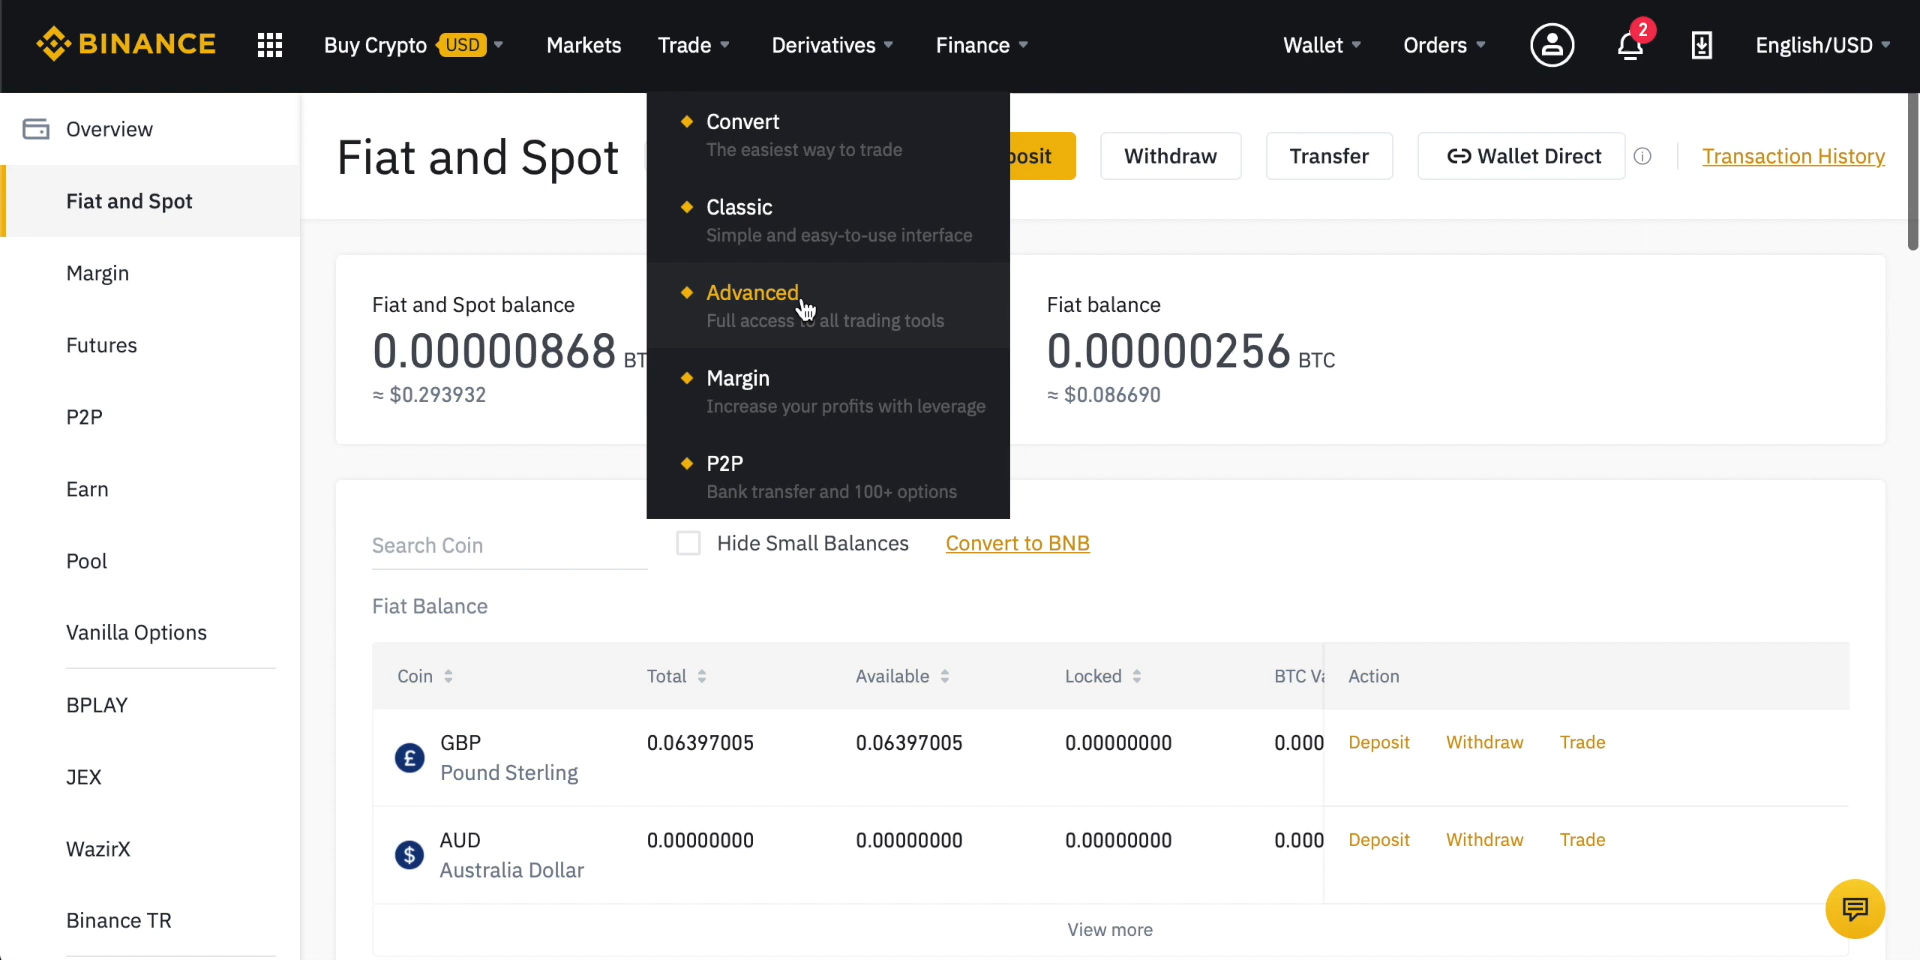 BINANCE
Buy Crypto USD
Markets
Trade
Derivatives
Finance
Wallet
Orders
2
English/USD
Overview
Fiat and Spot
Margin
Futures
P2P
Earn
Pool
Vanilla Options
BPLAY
JEX
WazirX
Binance TR
Fiat and Spot
Convert
The easiest way to trade
Classic
Simple and easy-to-use interface
Advanced
Full access to all trading tools
Margin
Increase your profits with leverage
P2P
Bank transfer and 100+ options
posit
Withdraw
Transfer
Wallet Direct
Transaction History
Fiat and Spot balance
0.00000868 BT
≈ $0.293932
Fiat balance
0.00000256 BTC
≈ $0.086690
Search Coin
Hide Small Balances
Convert to BNB
Fiat Balance
Coin Total Available Locked BTC Va Action
GBP 0.06397005 0.06397005 0.00000000 0.000 Deposit Withdraw Trade
Pound Sterling
AUD 0.00000000 0.00000000 0.00000000 0.000 Deposit Withdraw Trade
Australia Dollar
View more